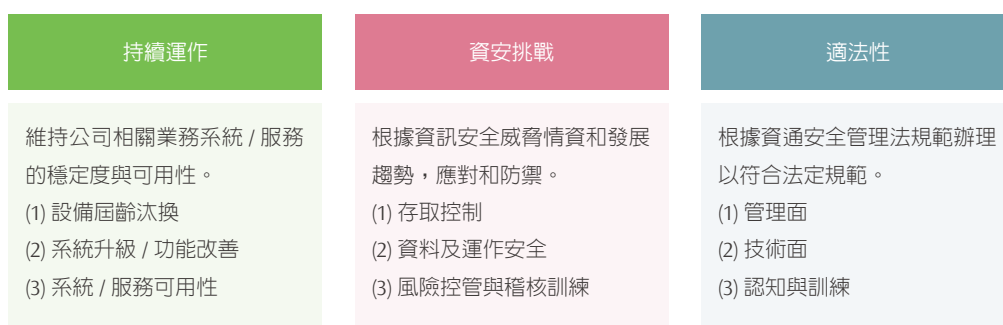 持續運作
維持公司相關業務系統 / 服務
的穩定度與可用性。
(1) 設備屆齡汰換
(2) 系統升級 / 功能改善
(3) 系統 / 服務可用性
資安挑戰
根據資訊安全威脅情資和發展
趨勢，應對和防禦。
(1) 存取控制
(2) 資料及運作安全
(3) 風險控管與稽核訓練
適法性
根據資通安全管理法規範辦理
以符合法定規範。
(1) 管理面
(2) 技術面
(3) 認知與訓練